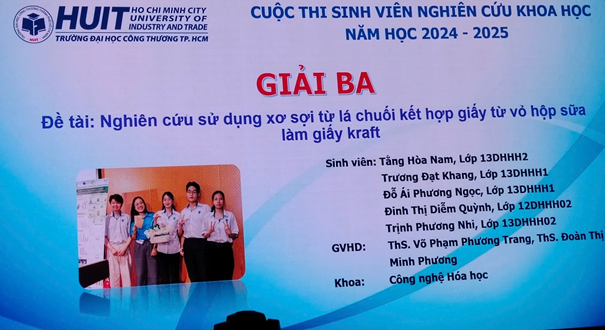 HUIT
HO CHI MINH CITY
UNIVERSITY OF
INDUSTRY AND TRADE
TRƯỜNG ĐẠI HỌC CÔNG THƯƠNG TP. HCM
CUỘC THI SINH VIÊN NGHIÊN CỨU KHOA HỌC
NĂM HỌC 2024 - 2025
GIẢI BA
Đề tài: Nghiên cứu sử dụng xơ sợi từ lá chuối kết hợp giấy từ vỏ hộp sữa
làm giấy kraft
Sinh viên: Tằng Hòa Nam, Lớp 13DHHH2
Trương Đạt Khang, Lớp 13DHHH1
Đỗ Ái Phương Ngọc, Lớp 13DHHH1
Đinh Thị Diễm Quỳnh, Lớp 12DHHH02
Trịnh Phương Nhi, Lớp 13DHHH02
GVHD: ThS. Võ Phạm Phương Trang, ThS. Đoàn Thị
Minh Phương
Khoa: Công nghệ Hóa học